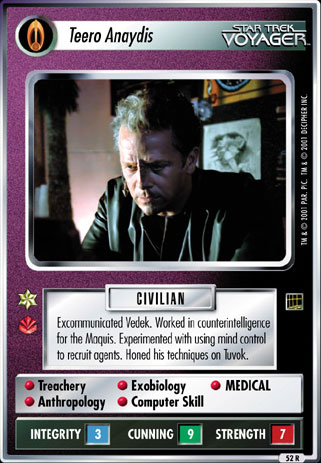 Teero Anaydis
STAR TREK
VOYAGER™
™ & © 2001 PAR. PIC. TM & © 2001 DECIPHER INC.
CIVILIAN
Excommunicated Vedek. Worked in counterintelligence
for the Maquis. Experimented with using mind control
to recruit agents. Honed his techniques on Tuvok.
Treachery Exobiology MEDICAL
Anthropology Computer Skill
INTEGRITY 3 CUNNING 9 STRENGTH 7
52 R